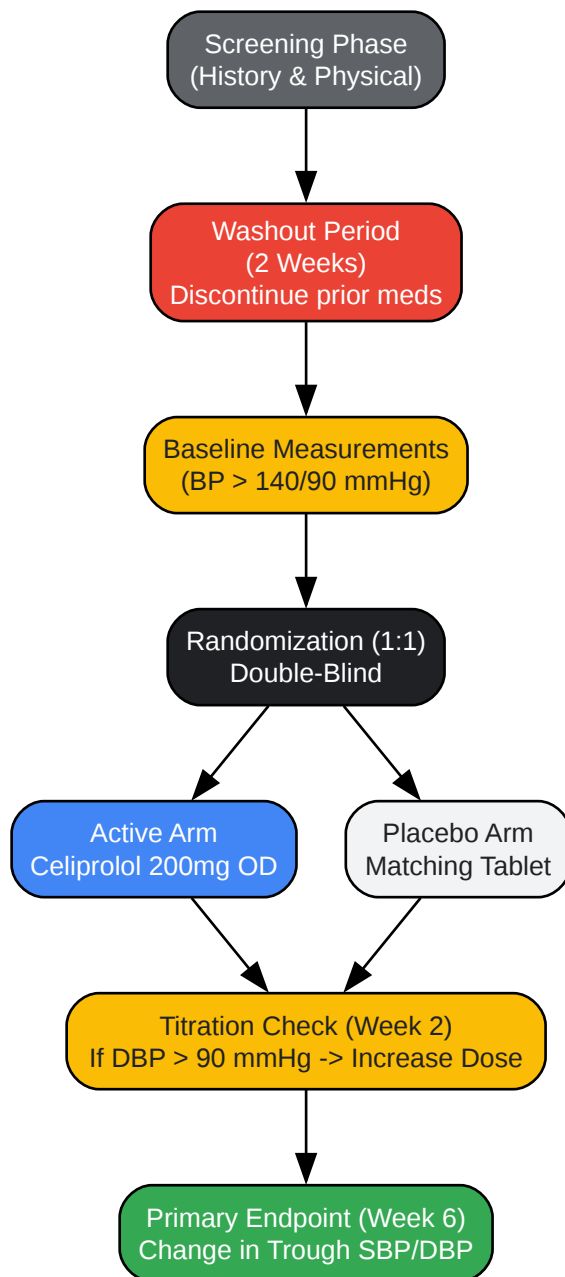 Screening Phase
(History & Physical)
Washout Period
(2 Weeks)
Discontinue prior meds
Baseline Measurements
(BP > 140/90 mmHg)
Randomization (1:1)
Double-Blind
Active Arm
Celiprolol 200mg OD
Placebo Arm
Matching Tablet
Titration Check (Week 2)
If DBP > 90 mmHg -> Increase Dose
Primary Endpoint (Week 6)
Change in Trough SBP/DBP